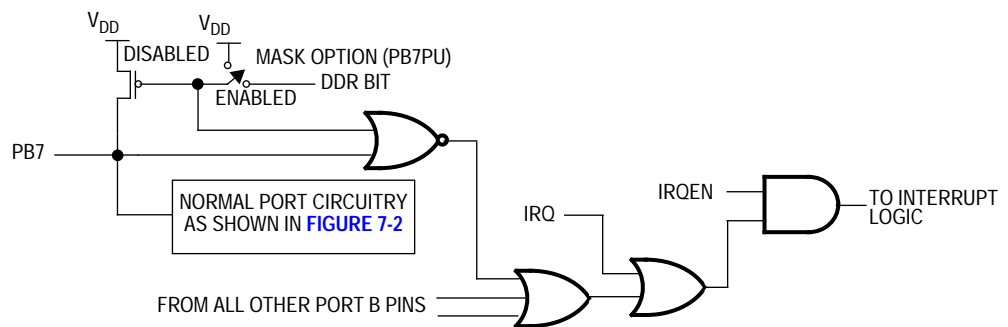 VDD
VDD
DISABLED
MASK OPTION (PB7PU)
DDR BIT
ENABLED
PB7
NORMAL PORT CIRCUITRY
AS SHOWN IN FIGURE 7-2
IRQEN
TO INTERRUPT
LOGIC
IRQ
FROM ALL OTHER PORT B PINS